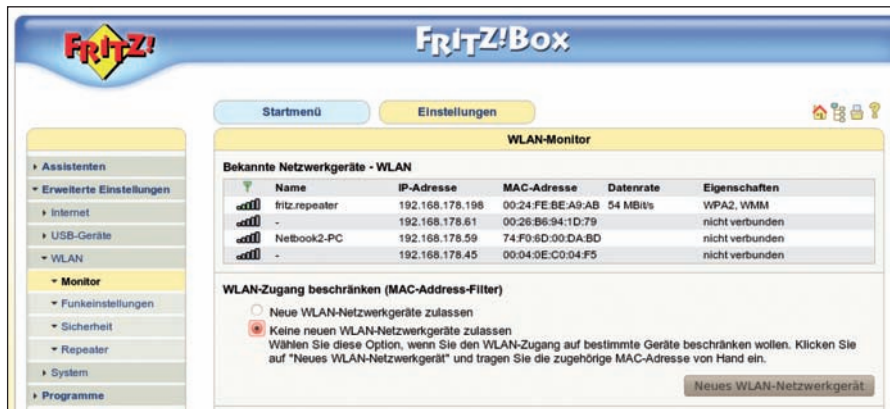 FRITZ!
FRITZ!Box
Startmenü
Einstellungen
WLAN-Monitor
Assistenten
Erweiterte Einstellungen
Internet
USB-Geräte
WLAN
Monitor
Funkeinstellungen
Sicherheit
Repeater
System
Programme
Bekannte Netzwerkgeräte - WLAN
Name IP-Adresse MAC-Adresse Datenrate Eigenschaften
fritz.repeater 192.168.178.198 00:24:FE:BE:A9:AB 54 MBit/s WPA2, WMM
- 192.168.178.61 00:26:B6:94:1D:79 nicht verbunden
Netbook2-PC 192.168.178.59 74:F0:6D:00:DA:BD nicht verbunden
- 192.168.178.45 00:04:0E:C0:04:F5 nicht verbunden
WLAN-Zugang beschränken (MAC-Address-Filter)
Neue WLAN-Netzwerkgeräte zulassen
Keine neuen WLAN-Netzwerkgeräte zulassen
Wählen Sie diese Option, wenn Sie den WLAN-Zugang auf bestimmte Geräte beschränken wollen. Klicken Sie
auf "Neues WLAN-Netzwerkgerät" und tragen Sie die zugehörige MAC-Adresse von Hand ein.
Neues WLAN-Netzwerkgerät